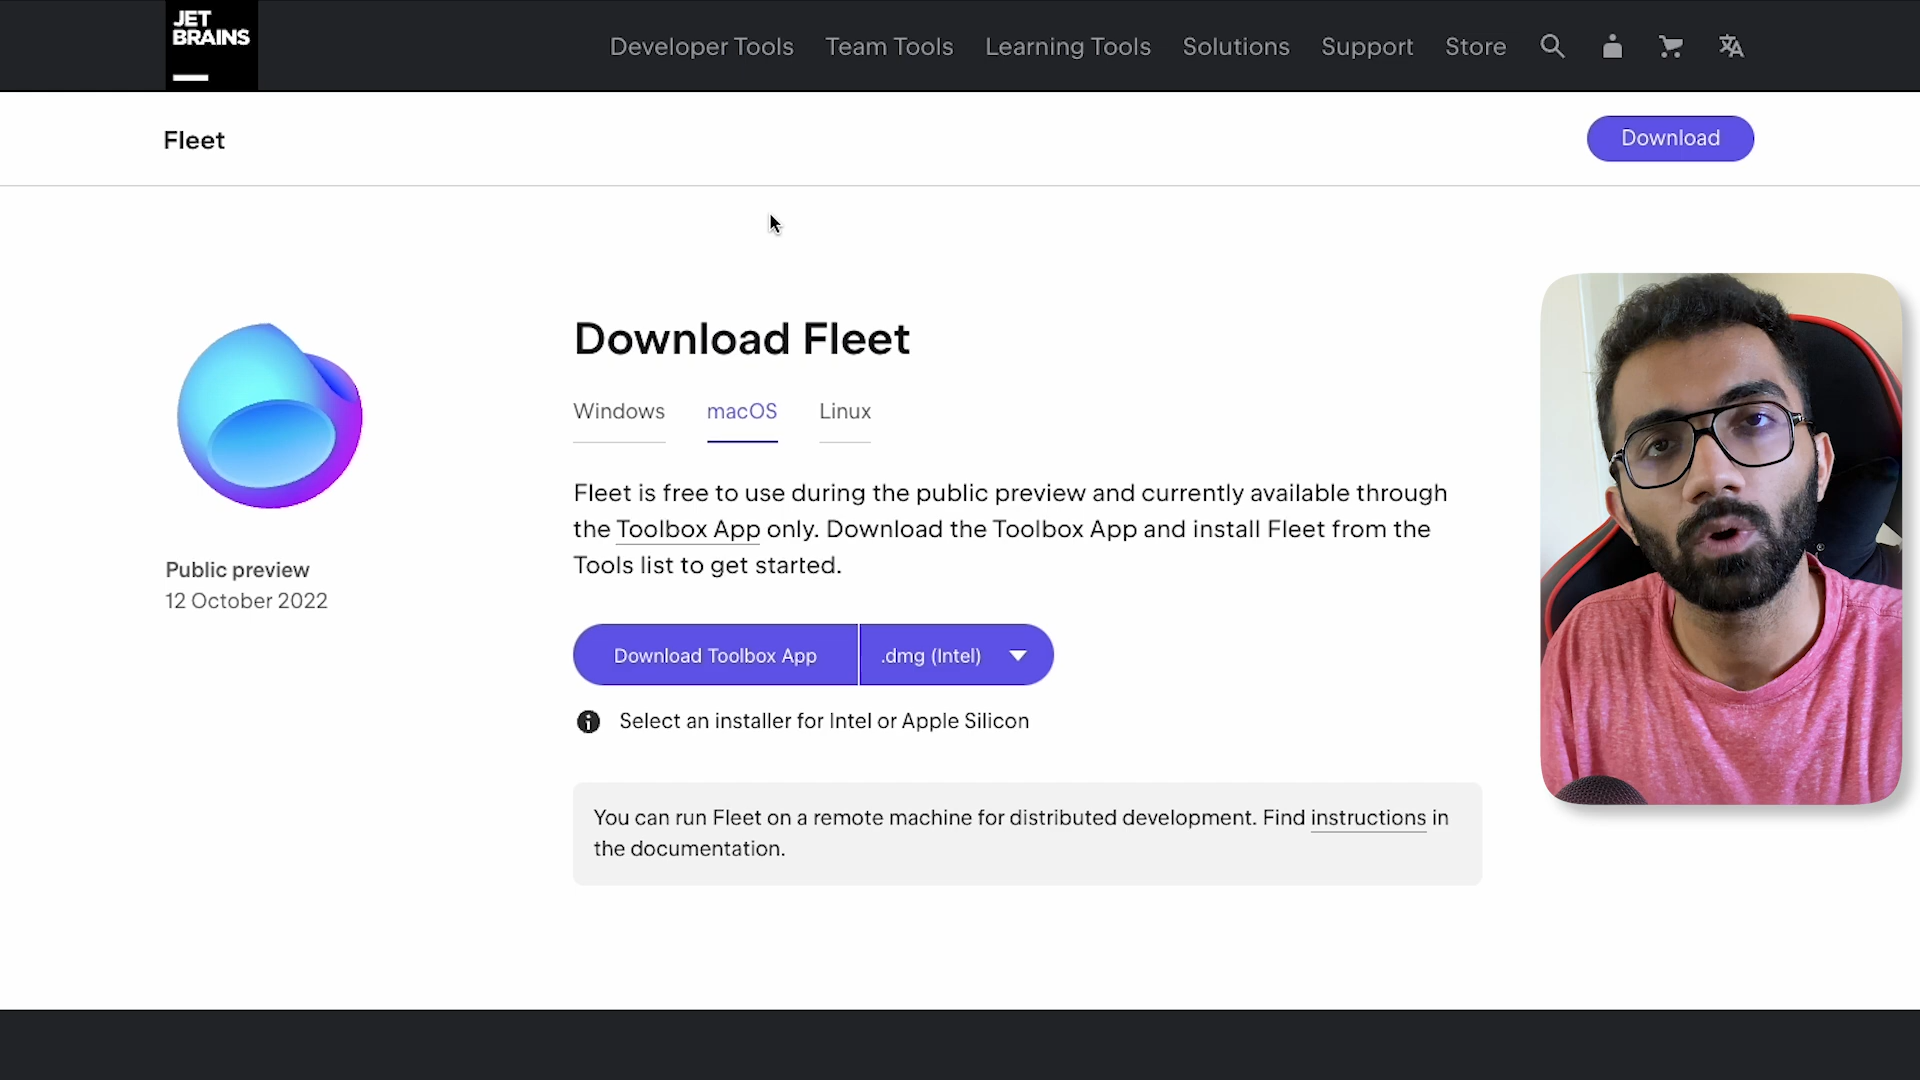 JET
BRAINS
Developer Tools Team Tools Learning Tools Solutions Support Store
Fleet
Download
Download Fleet
Windows macOS Linux
Fleet is free to use during the public preview and currently available through
the Toolbox App only. Download the Toolbox App and install Fleet from the
Tools list to get started.
Public preview
12 October 2022
Download Toolbox App .dmg (Intel)
Select an installer for Intel or Apple Silicon
You can run Fleet on a remote machine for distributed development. Find instructions in
the documentation.